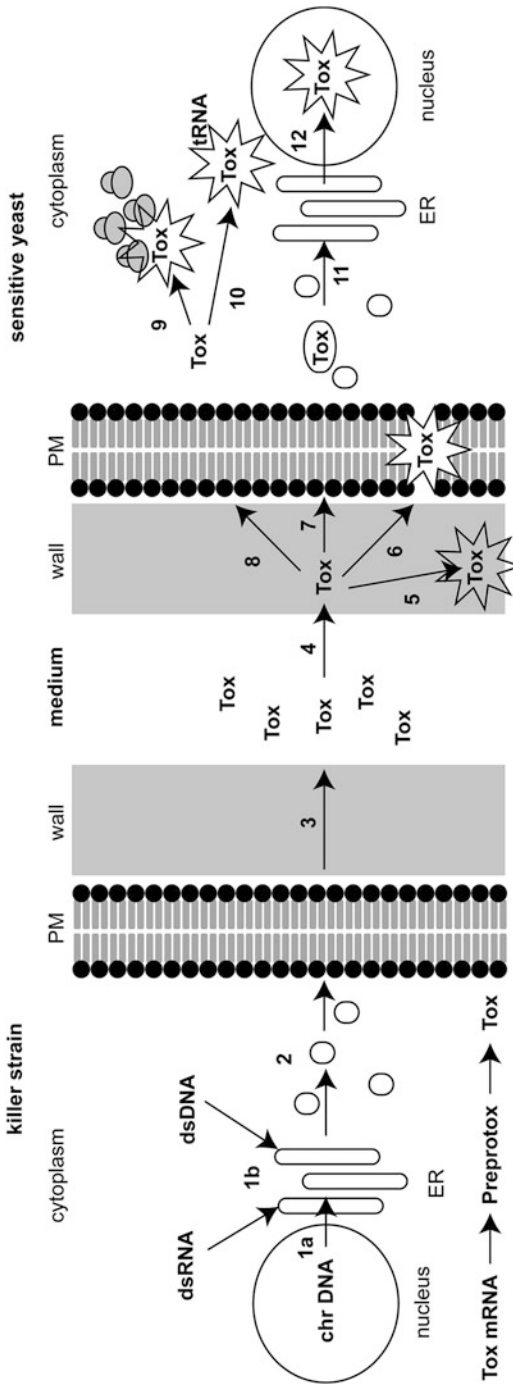 killer strain
medium
sensitive yeast
cytoplasm
PM
wall
wall
PM
cytoplasm
dsRNA
dsDNA
1b
2
3
4
1a
chr DNA
nucleus
ER
Tox
Tox
Tox
Tox
Tox
Tox
8
7
6
5
Tox
Tox
9
Tox
tRNA
Tox
10
Tox
Tox
11
12
Tox
ER
nucleus
Tox mRNA Preprotox Tox